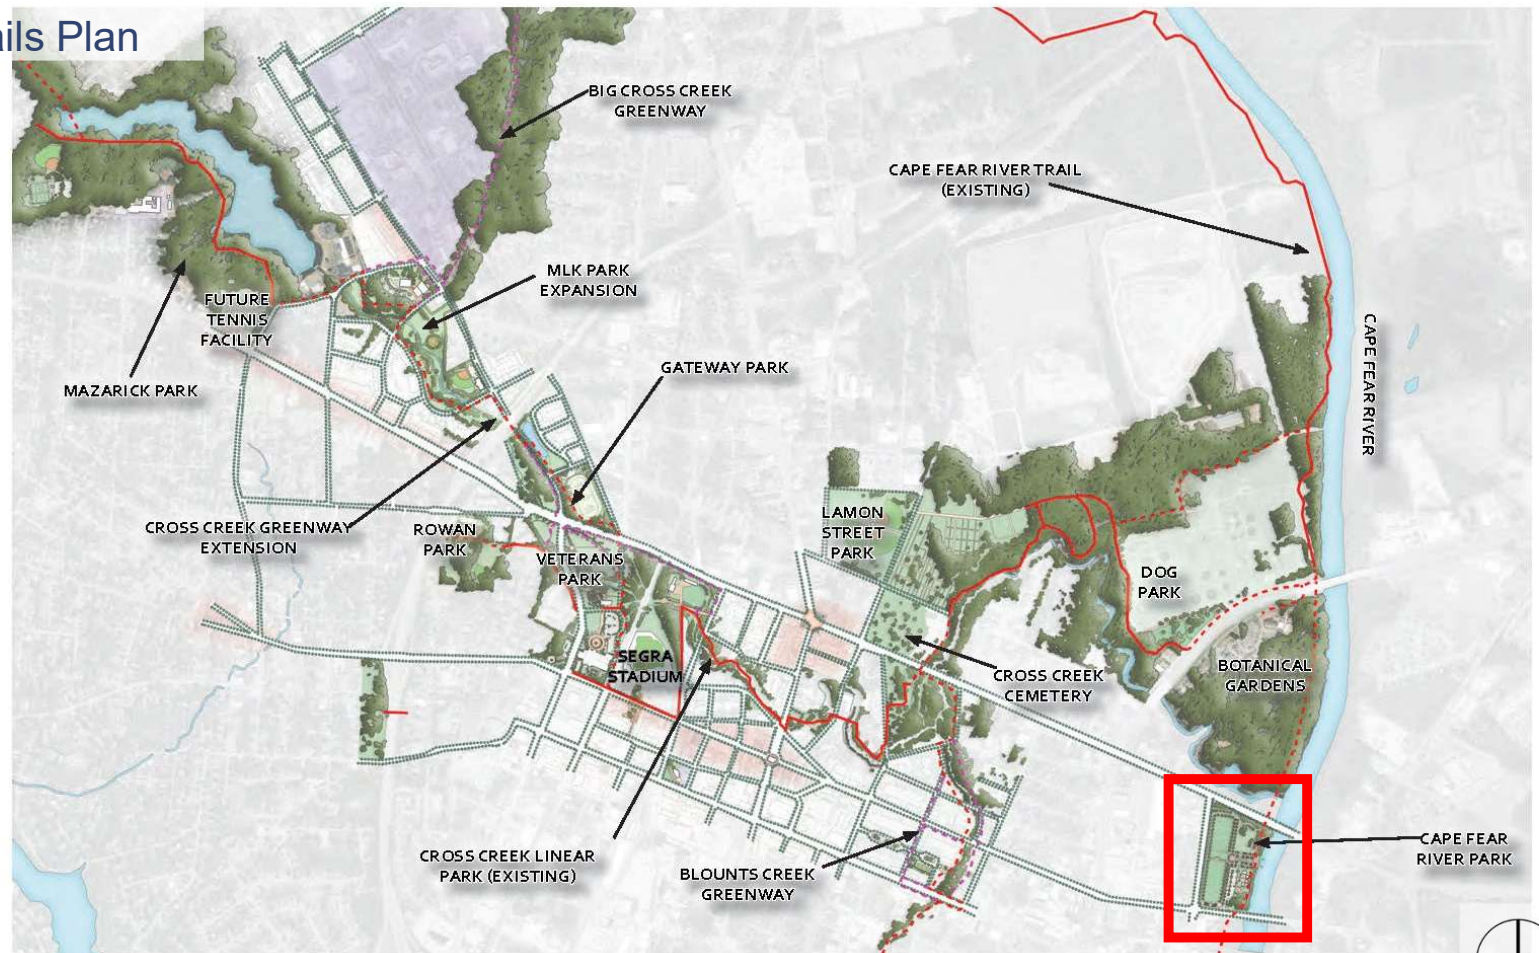 ails Plan
BIG CROSS CREEK
GREENWAY
CAPE FEAR RIVER TRAIL
(EXISTING)
MLK PARK
EXPANSION
FUTURE
TENNIS
FACILITY
MAZARICK PARK
GATEWAY PARK
CAPE FEAR RIVER
CROSS CREEK GREENWAY
EXTENSION
ROWAN
PARK
VETERANS
PARK
LAMON
STREET
PARK
DOG
PARK
SEGRA
STADIUM
CROSS CREEK
CEMETERY
BOTANICAL
GARDENS
CROSS CREEK LINEAR
PARK (EXISTING)
BLOUNTS CREEK
GREENWAY
CAPE FEAR
RIVER PARK